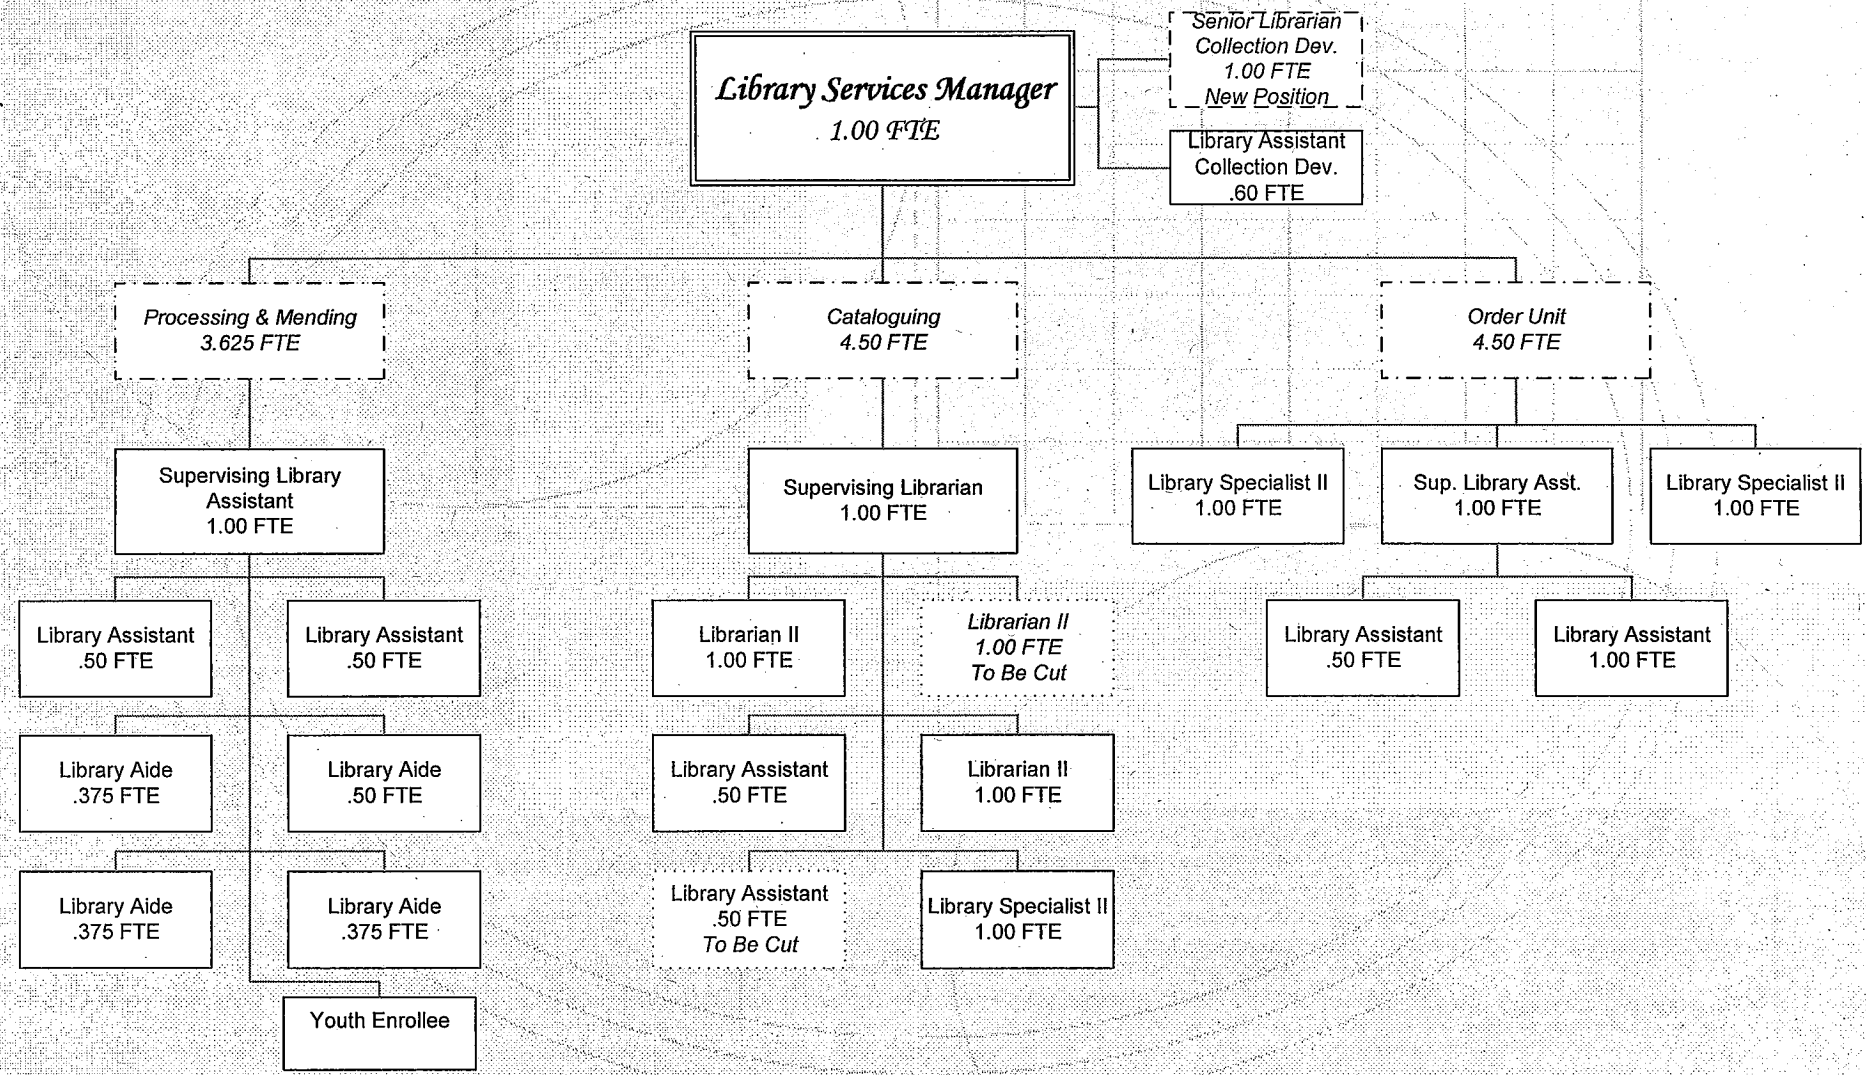 Library Services Manager
1.00 FTE
Senior Librarian
Collection Dev.
1.00 FTE
New Position
Library Assistant
Collection Dev.
.60 FTE
Processing & Mending
3.625 FTE
Cataloguing
4.50 FTE
Order Unit
4.50 FTE
Supervising Library
Assistant
1.00 FTE
Library Assistant
.50 FTE
Library Assistant
.50 FTE
Library Aide
.375 FTE
Library Aide
.50 FTE
Library Aide
.375 FTE
Library Aide
.375 FTE
Youth Enrollee
Supervising Librarian
1.00 FTE
Librarian II
1.00 FTE
Librarian II
1.00 FTE
To Be Cut
Library Assistant
.50 FTE
Librarian II
1.00 FTE
Library Assistant
.50 FTE
To Be Cut
Library Specialist II
1.00 FTE
Library Specialist II
1.00 FTE
Sup. Library Asst.
1.00 FTE
Library Specialist II
1.00 FTE
Library Assistant
.50 FTE
Library Assistant
1.00 FTE